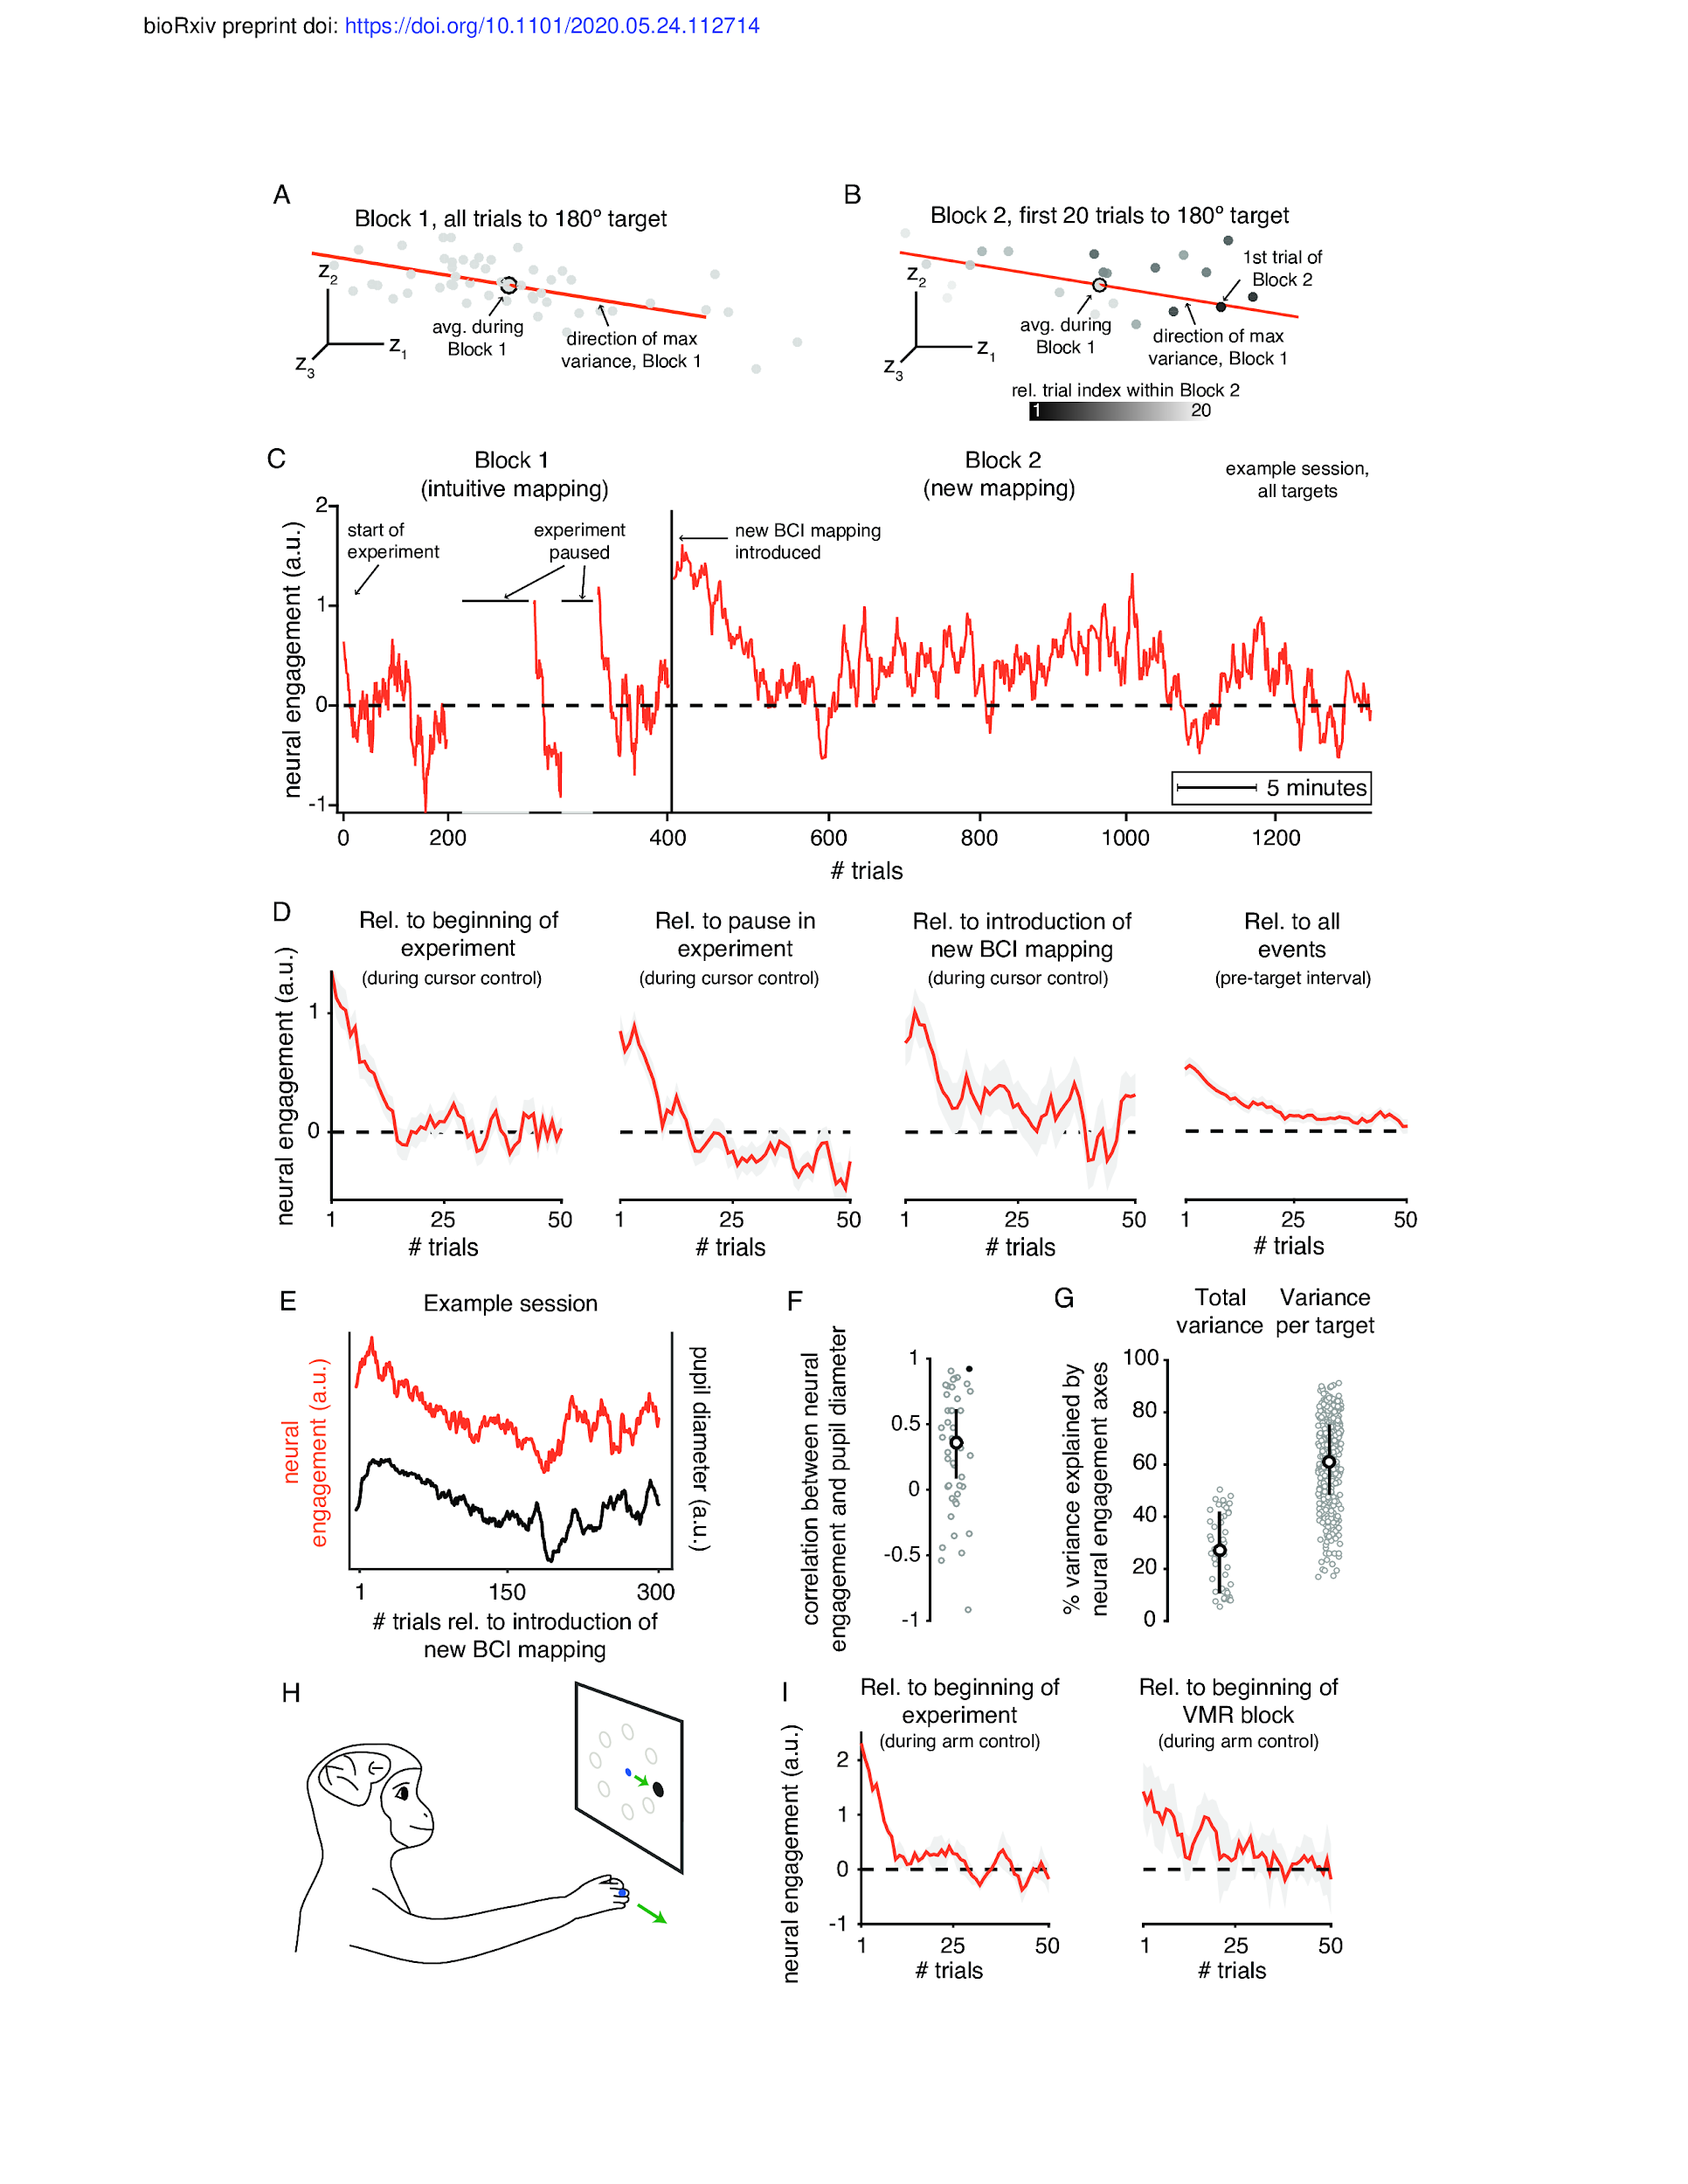 bioRxiv preprint doi: https://doi.org/10.1101/2020.05.24.112714
A
Block 1, all trials to 180º target
z2
z1
z3
avg. during
Block 1
direction of max
variance, Block 1
B
Block 2, first 20 trials to 180º target
z2
z1
z3
1st trial of
Block 2
avg. during
Block 1
direction of max
variance, Block 1
rel. trial index within Block 2
1
20
C
Block 1
(intuitive mapping)
Block 2
(new mapping)
example session,
all targets
neural engagement (a.u.)
2
1
0
-1
start of
experiment
experiment
paused
new BCI mapping
introduced
5 minutes
0 200 400 600 800 1000 1200
# trials
D
Rel. to beginning of
experiment
(during cursor control)
Rel. to pause in
experiment
(during cursor control)
Rel. to introduction of
new BCI mapping
(during cursor control)
Rel. to all
events
(pre-target interval)
neural engagement (a.u.)
1
0
1 25 50
# trials
1 25 50
# trials
1 25 50
# trials
1 25 50
# trials
E
Example session
neural
engagement (a.u.)
pupil diameter (a.u.)
1 150 300
# trials rel. to introduction of
new BCI mapping
F
correlation between neural
engagement and pupil diameter
1
0.5
0
-0.5
-1
G
Total
variance
Variance
per target
% variance explained by
neural engagement axes
100
80
60
40
20
0
H
I
Rel. to beginning of
experiment
(during arm control)
Rel. to beginning of
VMR block
(during arm control)
neural engagement (a.u.)
2
1
0
-1
1 25 50
# trials
1 25 50
# trials